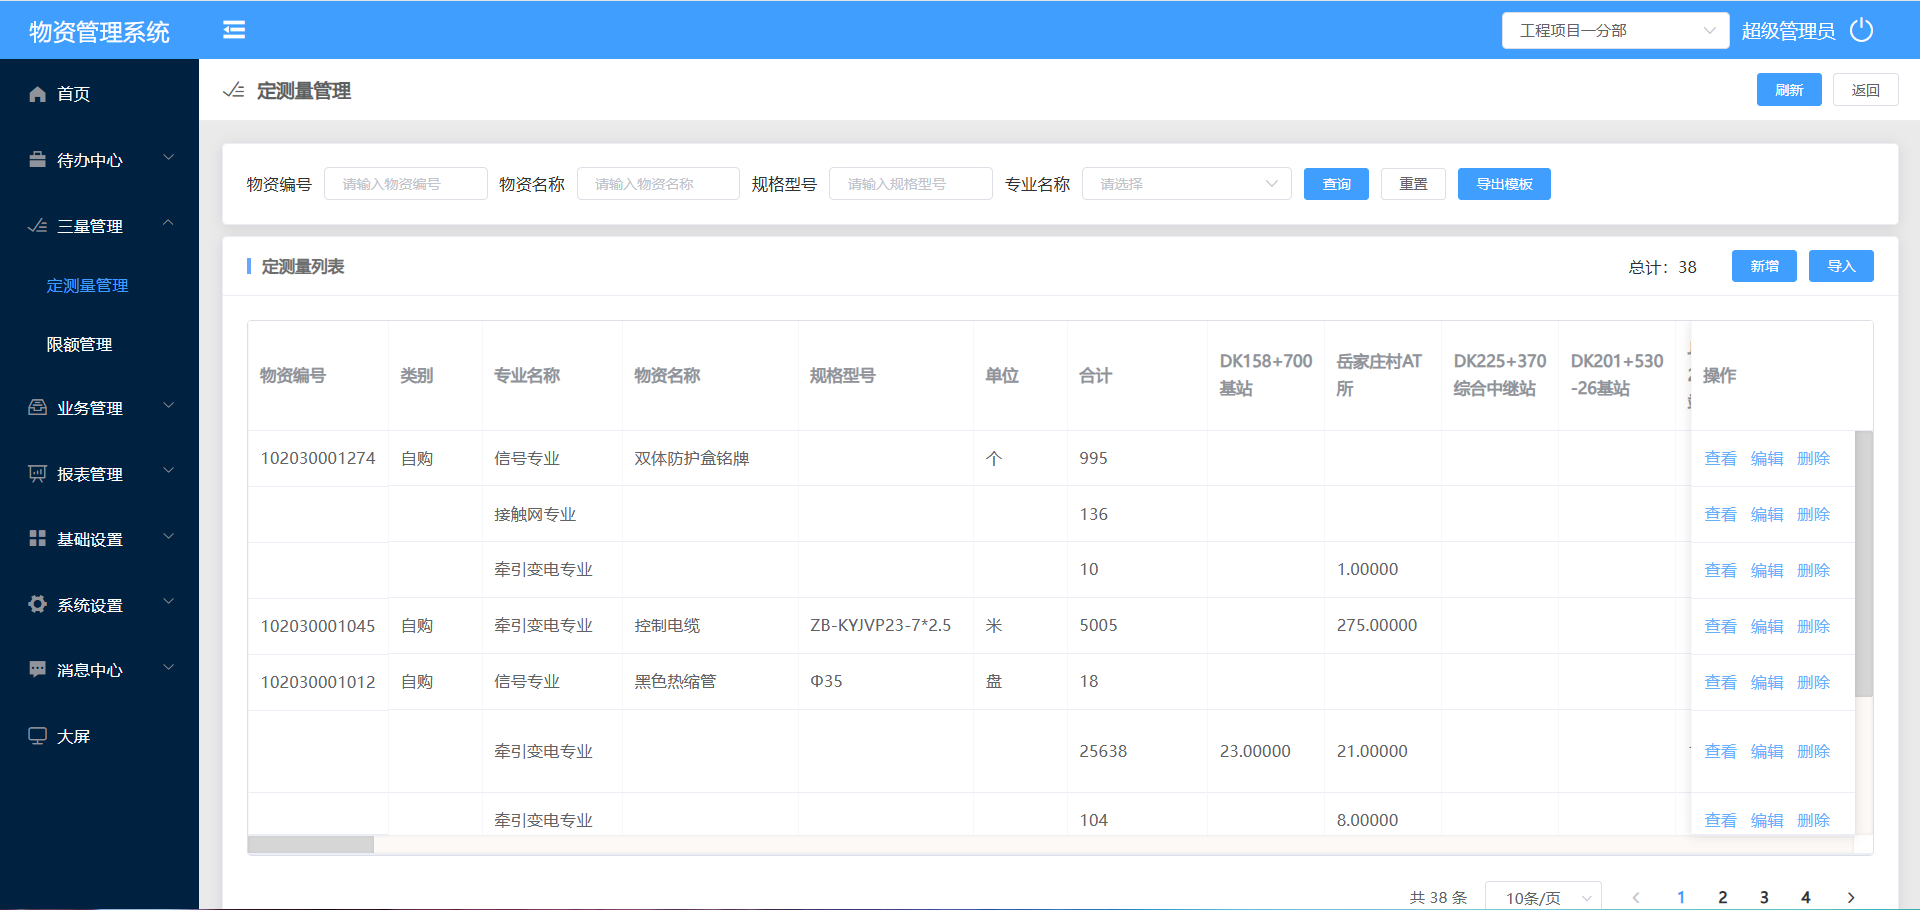 物资管理系统
工程项目一分部
超级管理员
首页
待办中心
三量管理
定测量管理
限额管理
业务管理
报表管理
基础设置
系统设置
消息中心
大屏
定测量管理
刷新
返回
物资编号 请输入物资编号 物资名称 请输入物资名称 规格型号 请输入规格型号 专业名称 请选择 查询 重置 导出模板
定测量列表
总计：38 新增 导入
物资编号 类别 专业名称 物资名称 规格型号 单位 合计 DK158+700基站 岳家庄村AT所 DK225+370综合中继站 DK201+530-26基站 操作
102030001274 自购 信号专业 双体防护盒铭牌 个 995 查看 编辑 删除
接触网专业 136 查看 编辑 删除
牵引变电专业 10 1.00000 查看 编辑 删除
102030001045 自购 牵引变电专业 控制电缆 ZB-KYJVP23-7*2.5 米 5005 275.00000 查看 编辑 删除
102030001012 自购 信号专业 黑色热缩管 Φ35 盘 18 查看 编辑 删除
牵引变电专业 25638 23.00000 21.00000 查看 编辑 删除
牵引变电专业 104 8.00000 查看 编辑 删除
共 38 条 10条/页 1 2 3 4